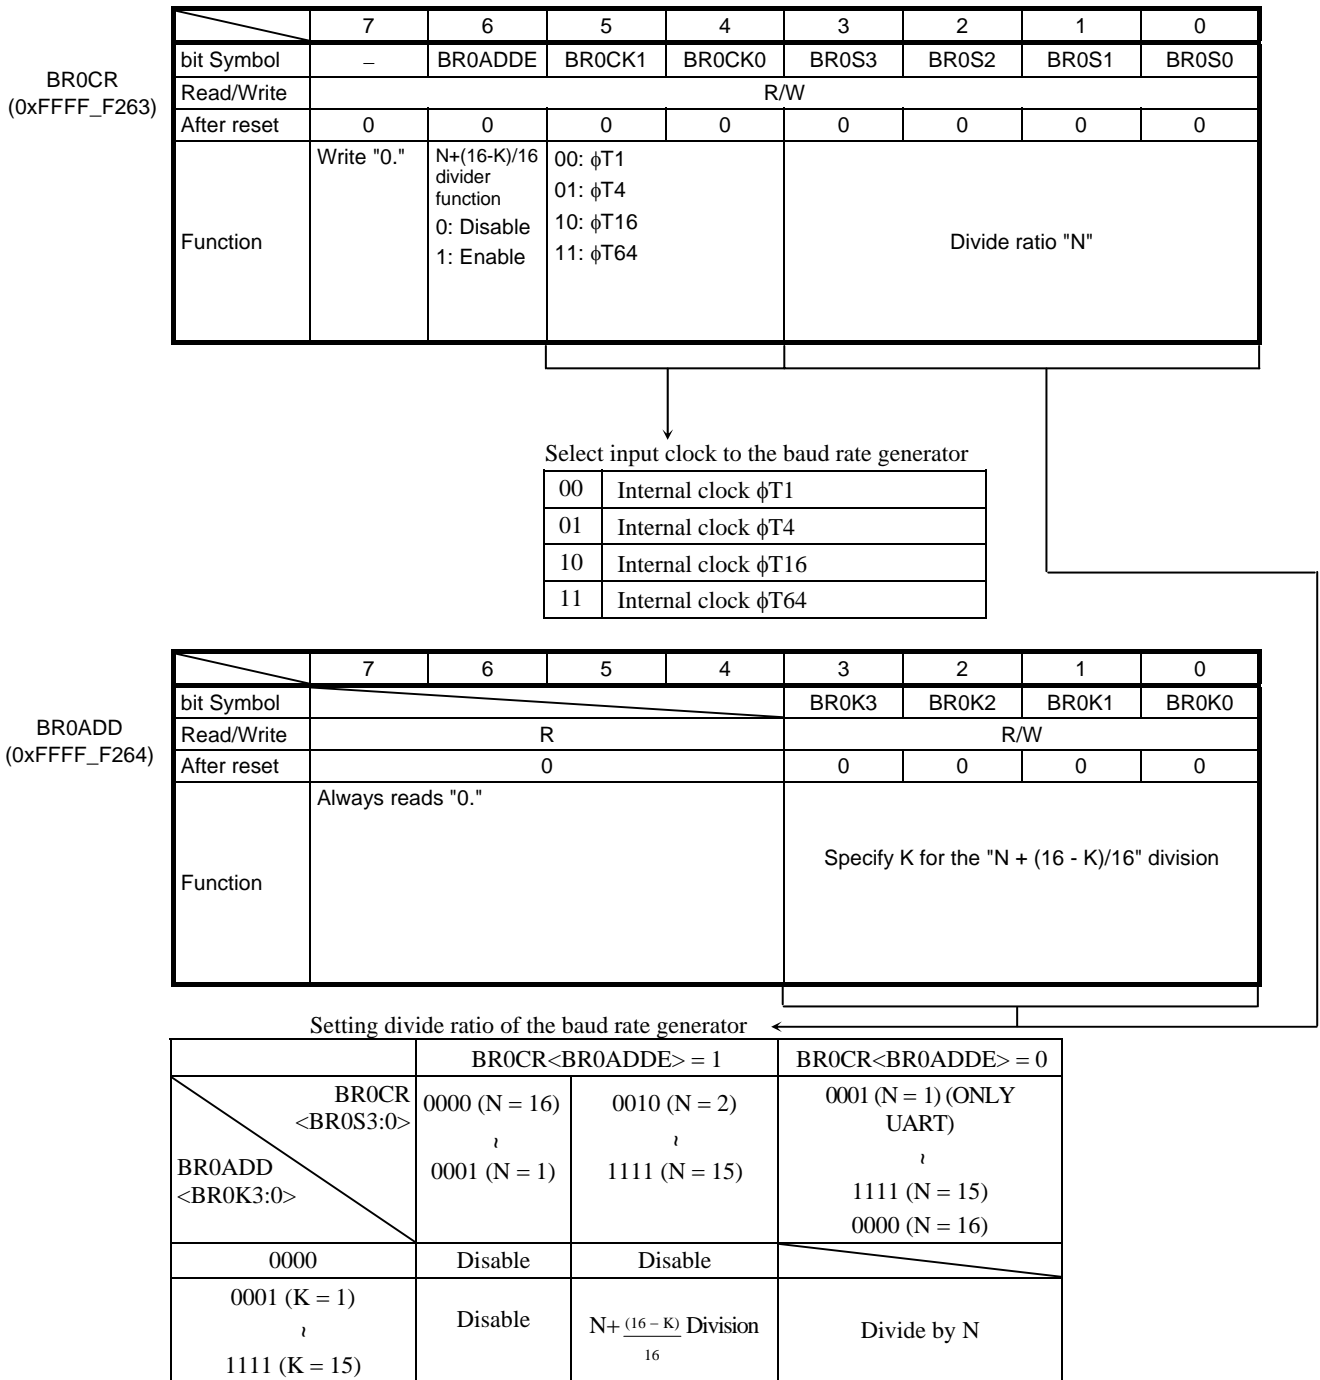 7 6 5 4 3 2 1 0
BR0CR
(0xFFFF_F263)
bit Symbol – BR0ADDE BR0CK1 BR0CK0 BR0S3 BR0S2 BR0S1 BR0S0
Read/Write R/W
After reset 0 0 0 0 0 0 0 0
Function
Write "0."
N+(16-K)/16
divider
function
0: Disable
1: Enable
00: ϕT1
01: ϕT4
10: ϕT16
11: ϕT64
Divide ratio "N"
Select input clock to the baud rate generator
00 Internal clock ϕT1
01 Internal clock ϕT4
10 Internal clock ϕT16
11 Internal clock ϕT64
7 6 5 4 3 2 1 0
BR0ADD
(0xFFFF_F264)
bit Symbol BR0K3 BR0K2 BR0K1 BR0K0
Read/Write R R/W
After reset 0 0 0 0 0
Function
Always reads "0."
Specify K for the "N + (16 - K)/16" division
Setting divide ratio of the baud rate generator
BR0CR<BR0ADDE> = 1 BR0CR<BR0ADDE> = 0
BR0CR
<BR0S3:0>
BR0ADD
<BR0K3:0>
0000 (N = 16)
~
0001 (N = 1)
0010 (N = 2)
~
1111 (N = 15)
0001 (N = 1) (ONLY
UART)
~
1111 (N = 15)
0000 (N = 16)
0000 Disable Disable
0001 (K = 1)
~
1111 (K = 15)
Disable
N+ (16 – K) Division
16
Divide by N